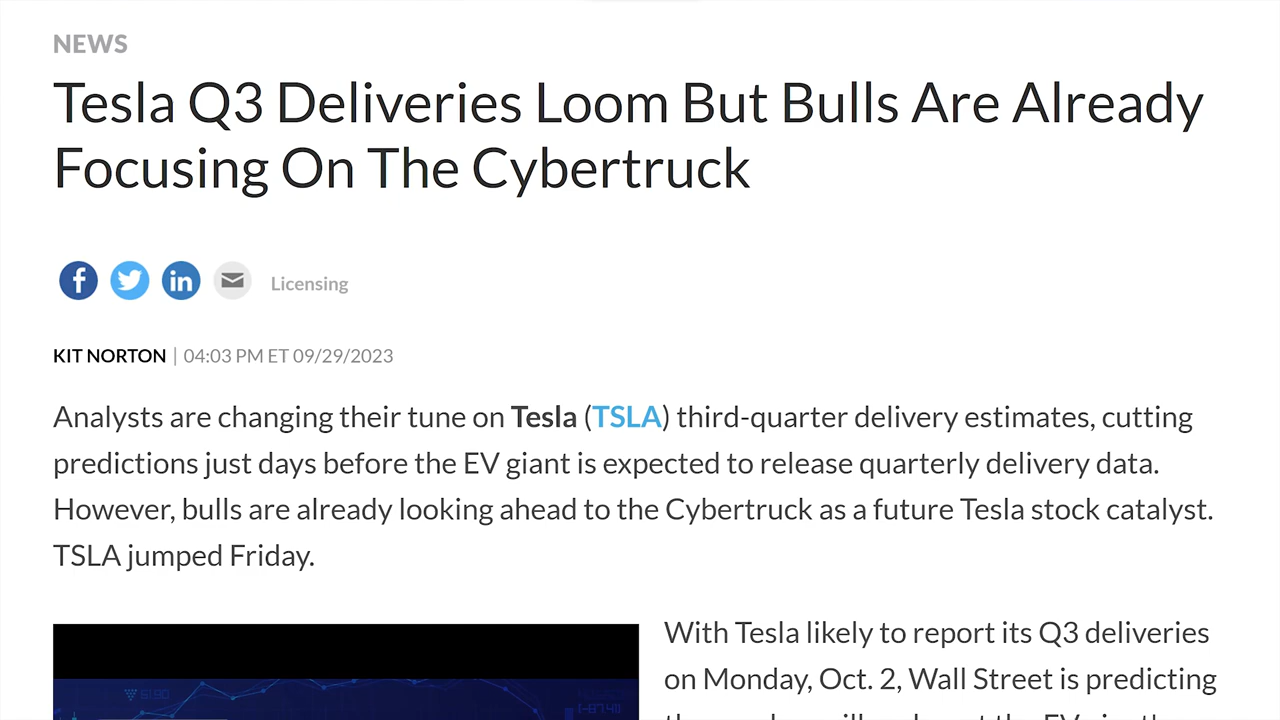 NEWS
Tesla Q3 Deliveries Loom But Bulls Are Already
Focusing On The Cybertruck
f in Licensing
KIT NORTON | 04:03 PM ET 09/29/2023
Analysts are changing their tune on Tesla (TSLA) third-quarter delivery estimates, cutting
predictions just days before the EV giant is expected to release quarterly delivery data.
However, bulls are already looking ahead to the Cybertruck as a future Tesla stock catalyst.
TSLA jumped Friday.
With Tesla likely to report its Q3 deliveries
on Monday, Oct. 2, Wall Street is predicting